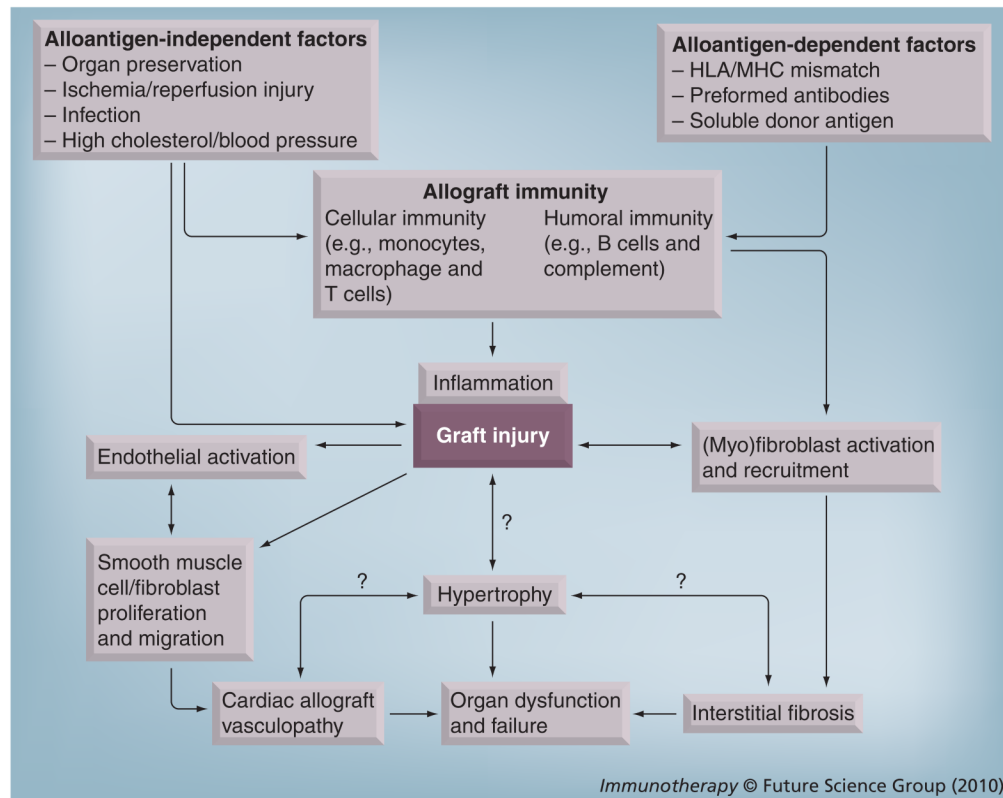 Alloantigen-independent factors
– Organ preservation
– Ischemia/reperfusion injury
– Infection
– High cholesterol/blood pressure
Alloantigen-dependent factors
– HLA/MHC mismatch
– Preformed antibodies
– Soluble donor antigen
Allograft immunity
Cellular immunity
(e.g., monocytes,
macrophage and
T cells)
Humoral immunity
(e.g., B cells and
complement)
Inflammation
Graft injury
Endothelial activation
(Myo)fibroblast activation
and recruitment
?
Smooth muscle
cell/fibroblast
proliferation
and migration
?
Hypertrophy
?
Cardiac allograft
vasculopathy
Organ dysfunction
and failure
Interstitial fibrosis
Immunotherapy © Future Science Group (2010)